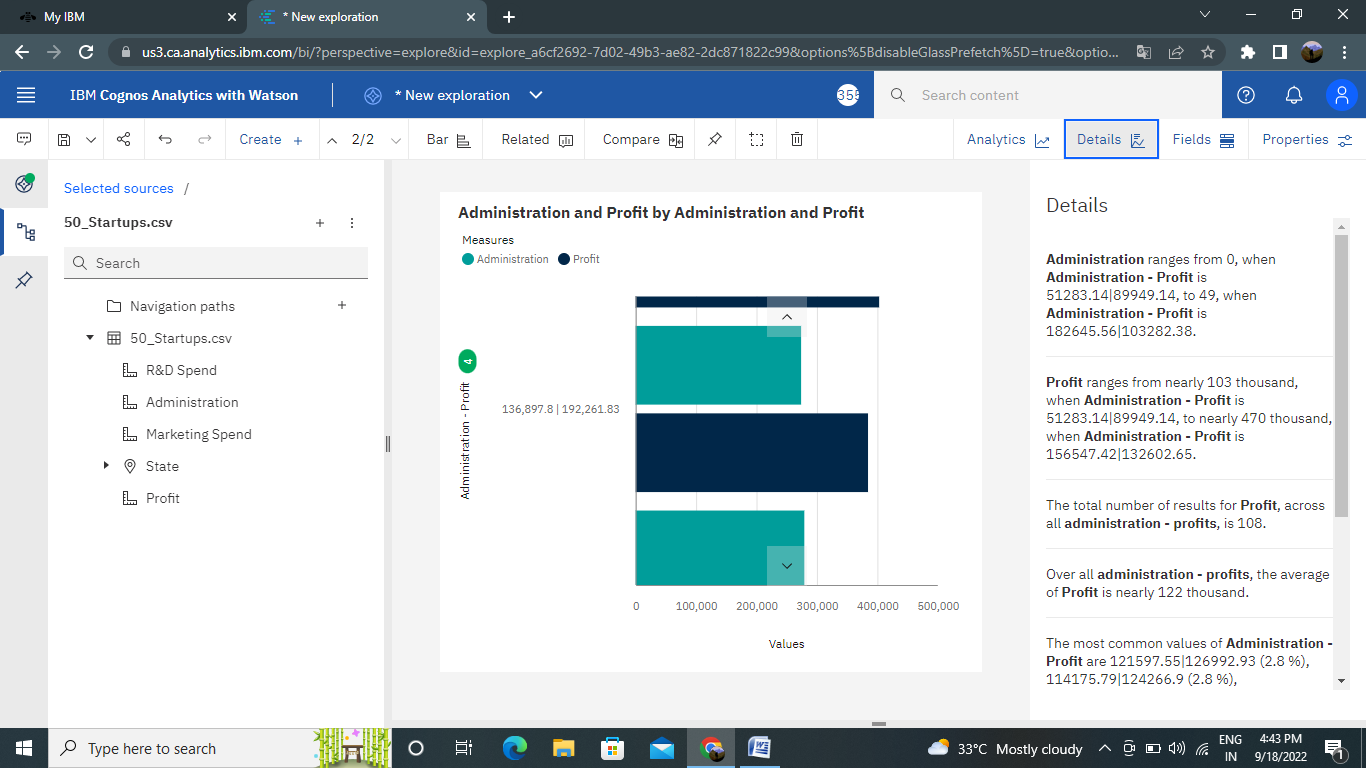 My IBM
* New exploration
us3.ca.analytics.ibm.com/bi/?perspective=explore&id=explore_a6cf2692-7d02-49b3-ae82-2dc871822c99&options%5BdisableGlassPrefetch%5D=true&optio...
IBM Cognos Analytics with Watson
* New exploration
355
Search content
Create
2/2
Bar
Related
Compare
Analytics
Details
Fields
Properties
Selected sources /
50_Startups.csv
Search
Navigation paths
50_Startups.csv
R&D Spend
Administration
Marketing Spend
State
Profit
Administration and Profit by Administration and Profit
Measures
Administration Profit
4
Administration - Profit
136,897.8 | 192,261.83
0 100,000 200,000 300,000 400,000 500,000
Values
Details
Administration ranges from 0, when
Administration - Profit is
51283.14|89949.14, to 49, when
Administration - Profit is
182645.56|103282.38.
Profit ranges from nearly 103 thousand,
when Administration - Profit is
51283.14|89949.14, to nearly 470 thousand,
when Administration - Profit is
156547.42|132602.65.
The total number of results for Profit, across
all administration - profits, is 108.
Over all administration - profits, the average
of Profit is nearly 122 thousand.
The most common values of Administration -
Profit are 121597.55|126992.93 (2.8 %),
114175.79|124266.9 (2.8 %),
Type here to search
33°C Mostly cloudy
ENG
IN
4:43 PM
9/18/2022
1